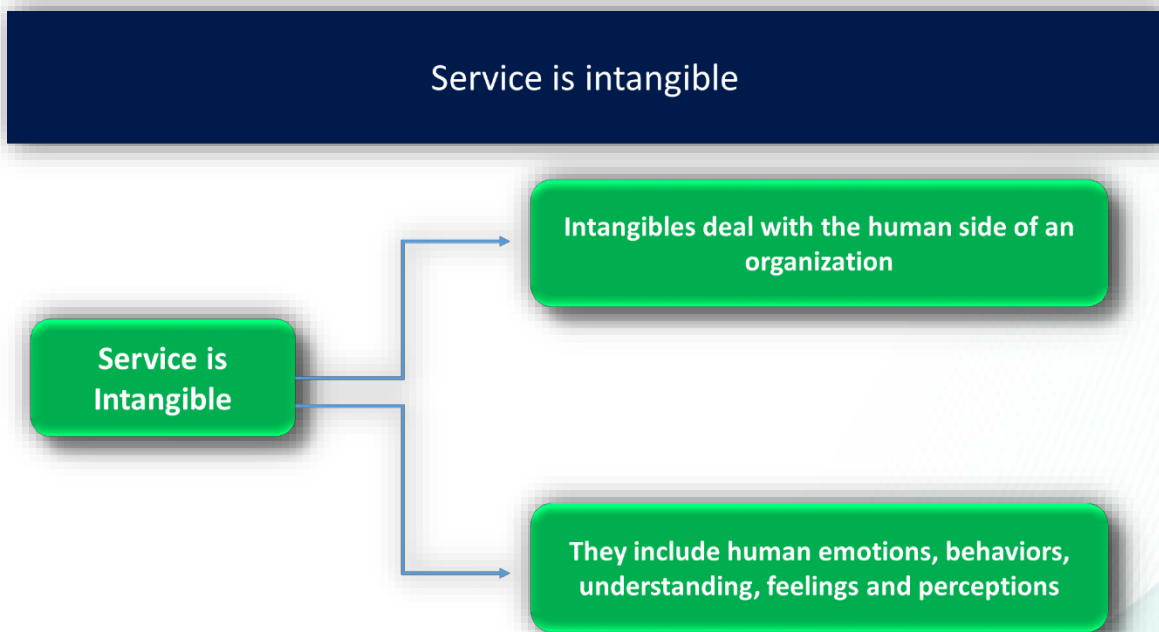 Service is intangible
Intangibles deal with the human side of an
organization
Service is
Intangible
They include human emotions, behaviors,
understanding, feelings and perceptions